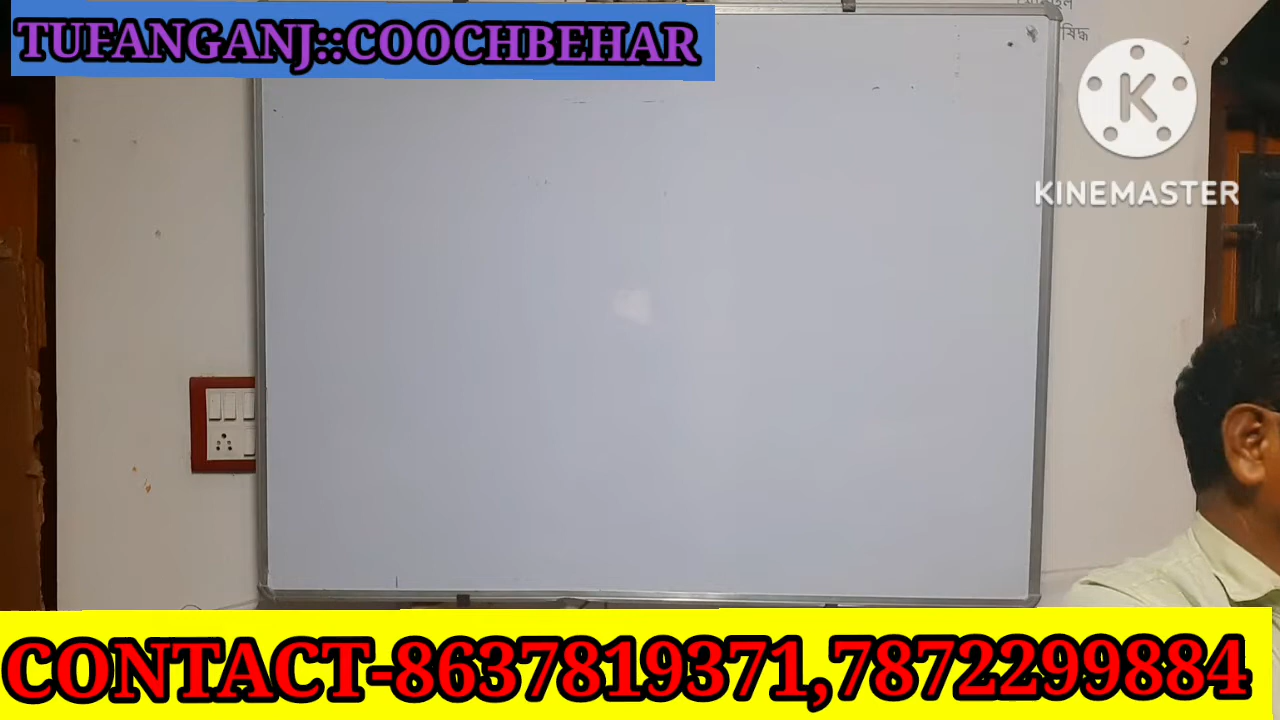 TUFANGANJ::COOCHBEHAR
K
KINEMASTER
CONTACT-8637819371,7872299884